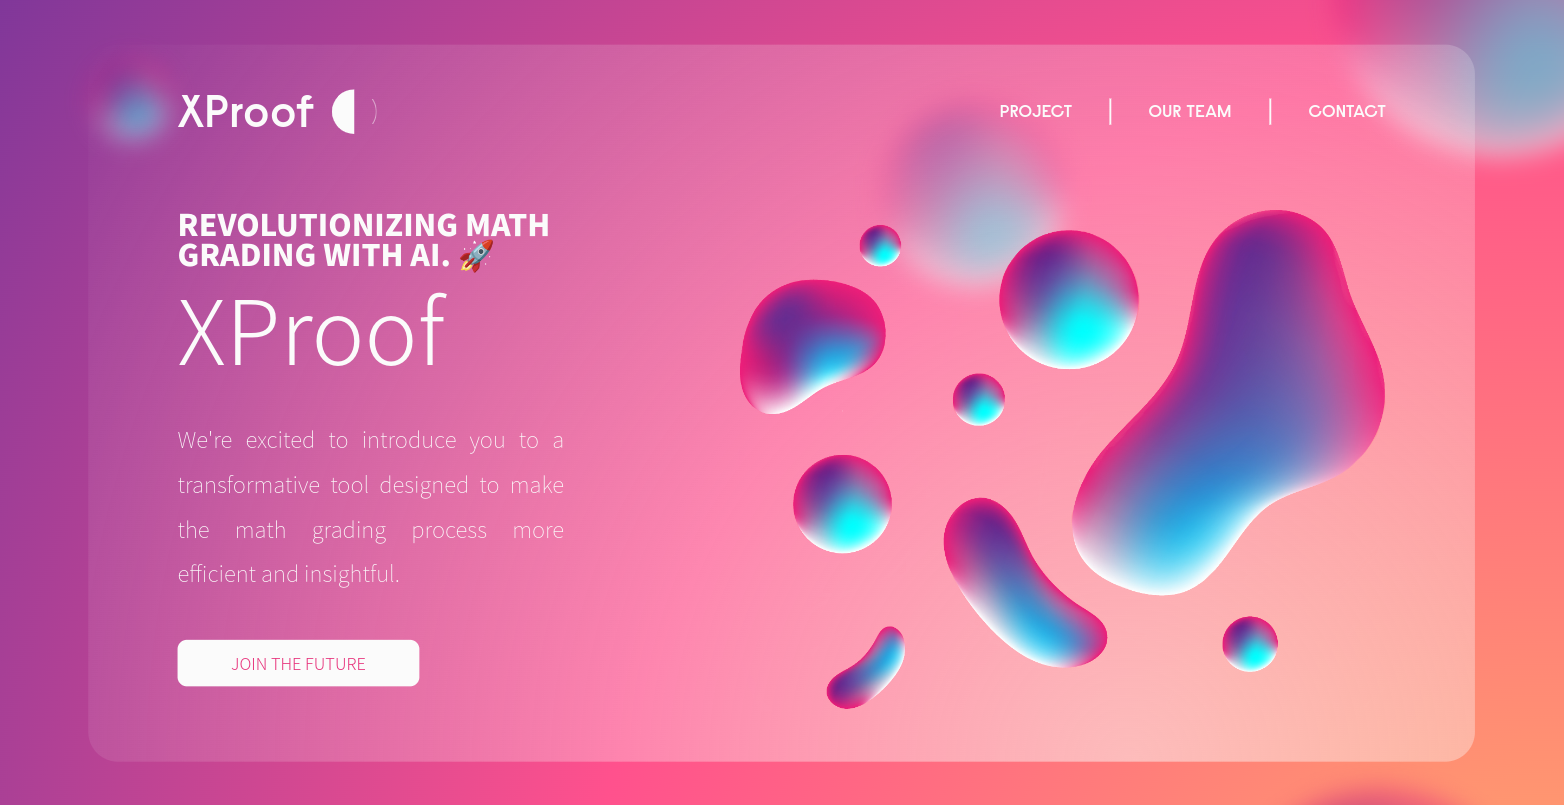 XProof
PROJECT
OUR TEAM
CONTACT
REVOLUTIONIZING MATH
GRADING WITH AI. 🚀
XProof
We're excited to introduce you to a
transformative tool designed to make
the math grading process more
efficient and insightful.
JOIN THE FUTURE